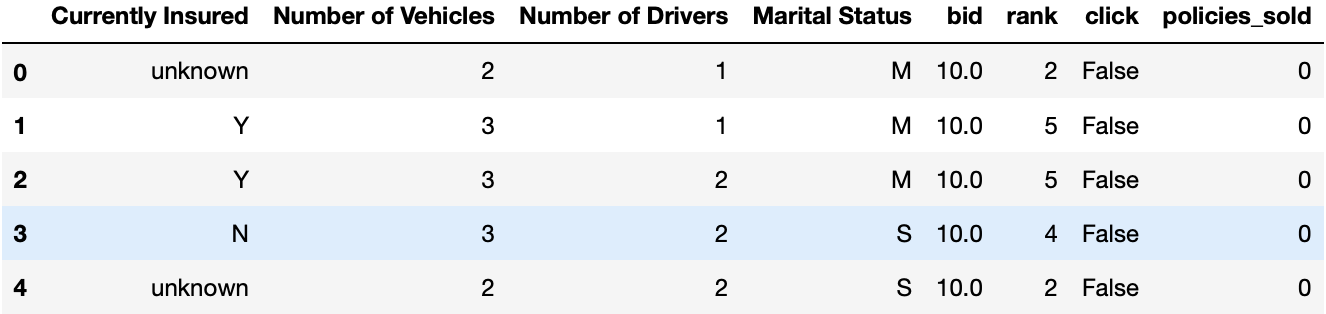 Currently Insured Number of Vehicles Number of Drivers Marital Status bid rank click policies_sold
0 unknown 2 1 M 10.0 2 False 0
1 Y 3 1 M 10.0 5 False 0
2 Y 3 2 M 10.0 5 False 0
3 N 3 2 S 10.0 4 False 0
4 unknown 2 2 S 10.0 2 False 0